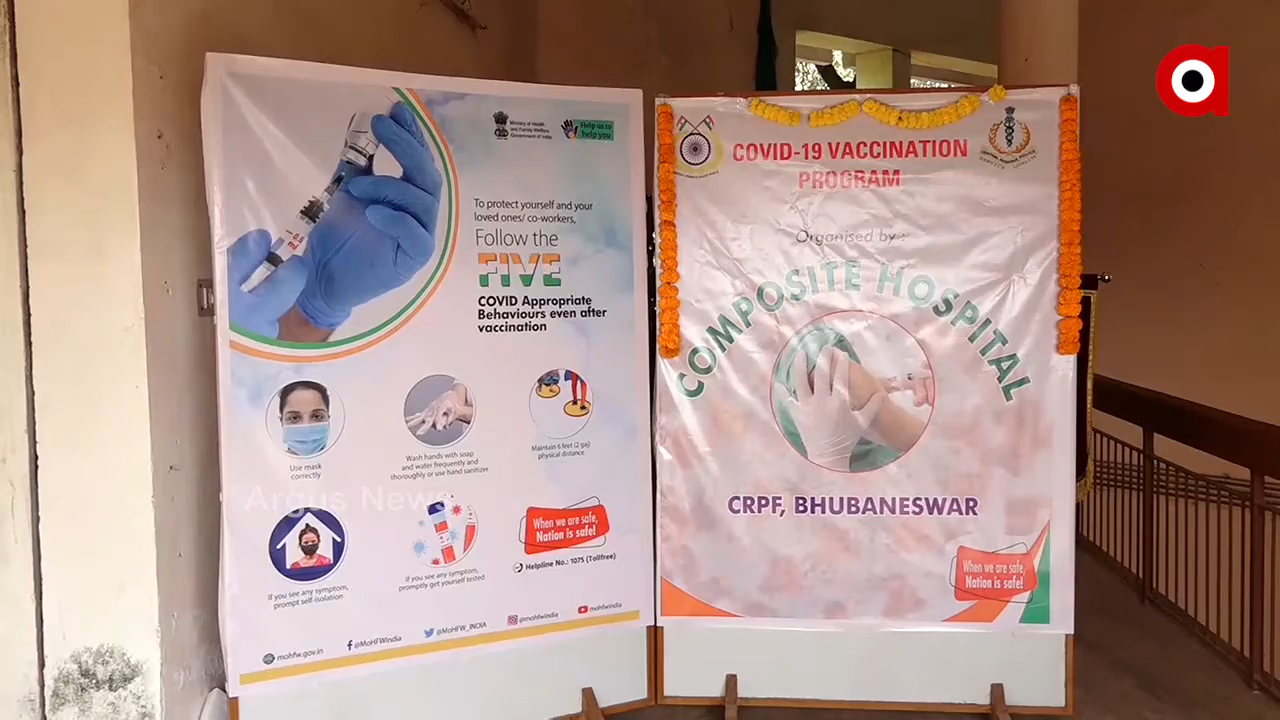 Ministry of Health
and Family Welfare
Government of India
Help us to
help you
To protect yourself and your
loved ones/ co-workers,
Follow the
FIVE
COVID Appropriate
Behaviours even after
vaccination
Use mask
correctly
Wash hands with soap
and water frequently and
thoroughly or use hand sanitizer
Maintain 6 feet (2 gaj)
physical distance
If you see any symptom,
prompt self-isolation
If you see any symptom,
promptly get yourself tested
When we are safe,
Nation is safe!
Helpline No.: 1075 (Tollfree)
mohfw.gov.in
@MoHFWIndia
@MoHFW_INDIA
@mohfwindia
mohfwindia
Argus News
COVID-19 VACCINATION
PROGRAM
Organised by :
COMPOSITE HOSPITAL
CRPF, BHUBANESWAR
When we are safe,
Nation is safe!
a